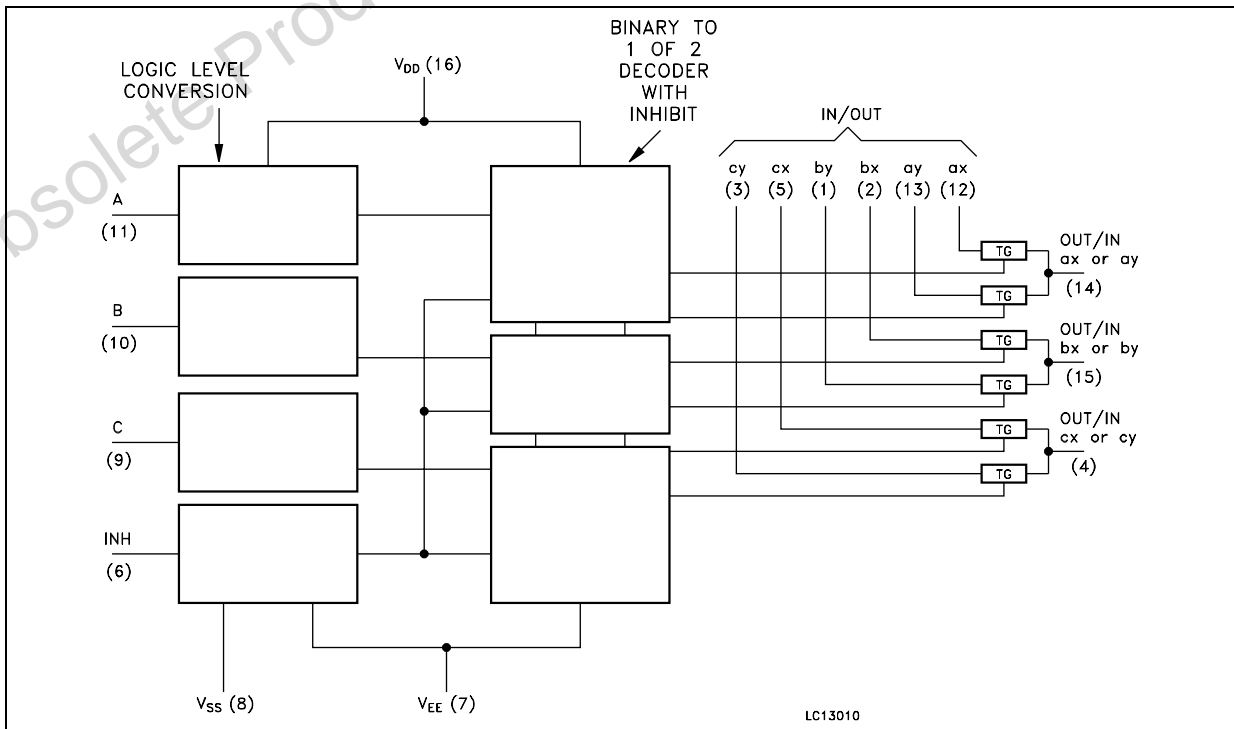 bsolete Prod
LOGIC LEVEL
CONVERSION
VDD (16)
BINARY TO
1 OF 2
DECODER
WITH
INHIBIT
IN/OUT
cy cx by bx ay ax
(3) (5) (1) (2) (13) (12)
A
(11)
B
(10)
C
(9)
INH
(6)
TG
TG
TG
TG
TG
TG
OUT/IN
ax or ay
(14)
OUT/IN
bx or by
(15)
OUT/IN
cx or cy
(4)
VSS (8)
VEE (7)
LC13010